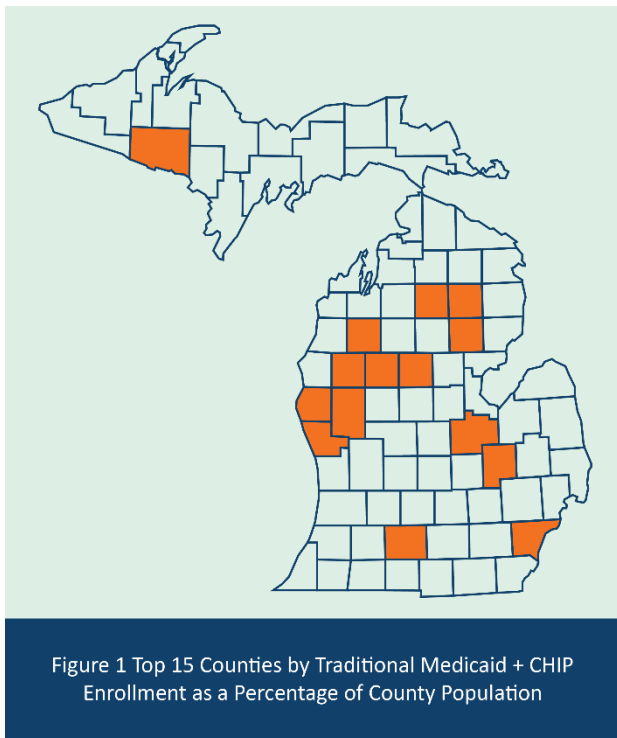 Figure 1 Top 15 Counties by Traditional Medicaid + CHIP
Enrollment as a Percentage of County Population